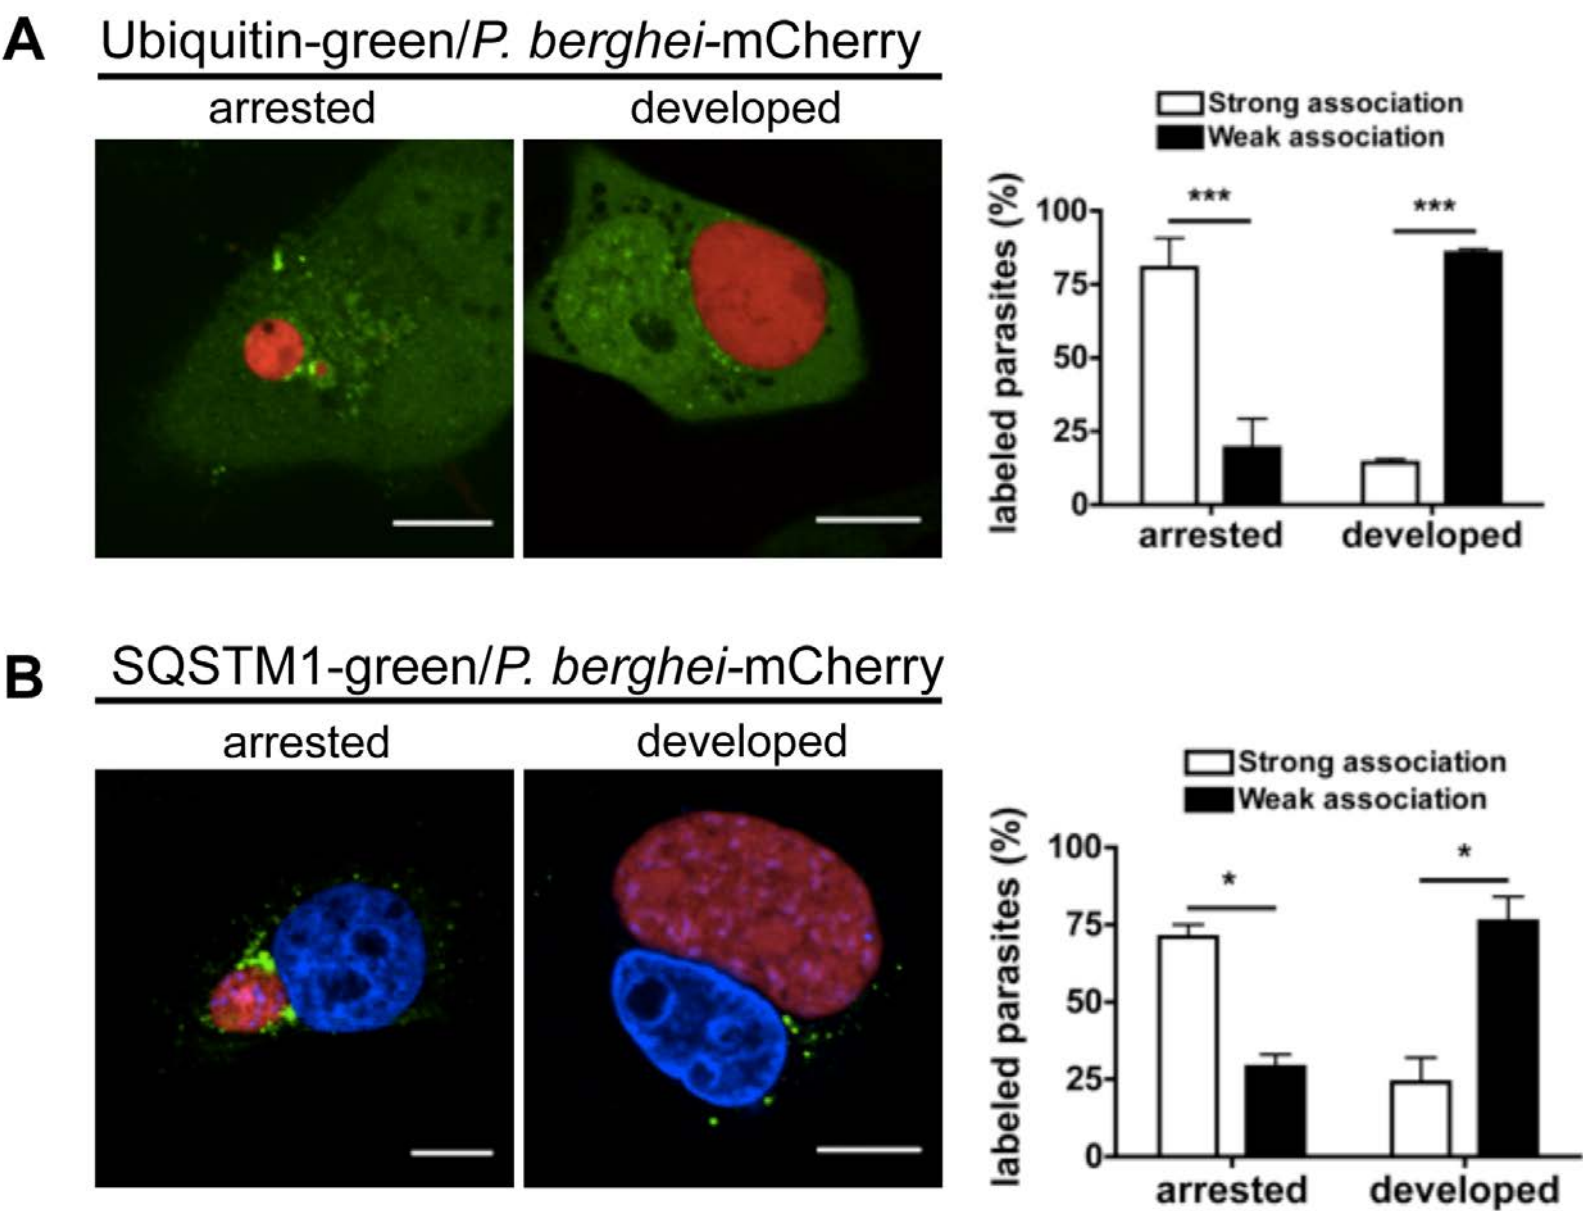 A
Ubiquitin-green/P. berghei-mCherry
arrested
developed
Strong association
Weak association
labeled parasites (%)
100
75
50
25
0
***
***
arrested
developed
B
SQSTM1-green/P. berghei-mCherry
arrested
developed
Strong association
Weak association
labeled parasites (%)
100
75
50
25
0
*
*
arrested
developed